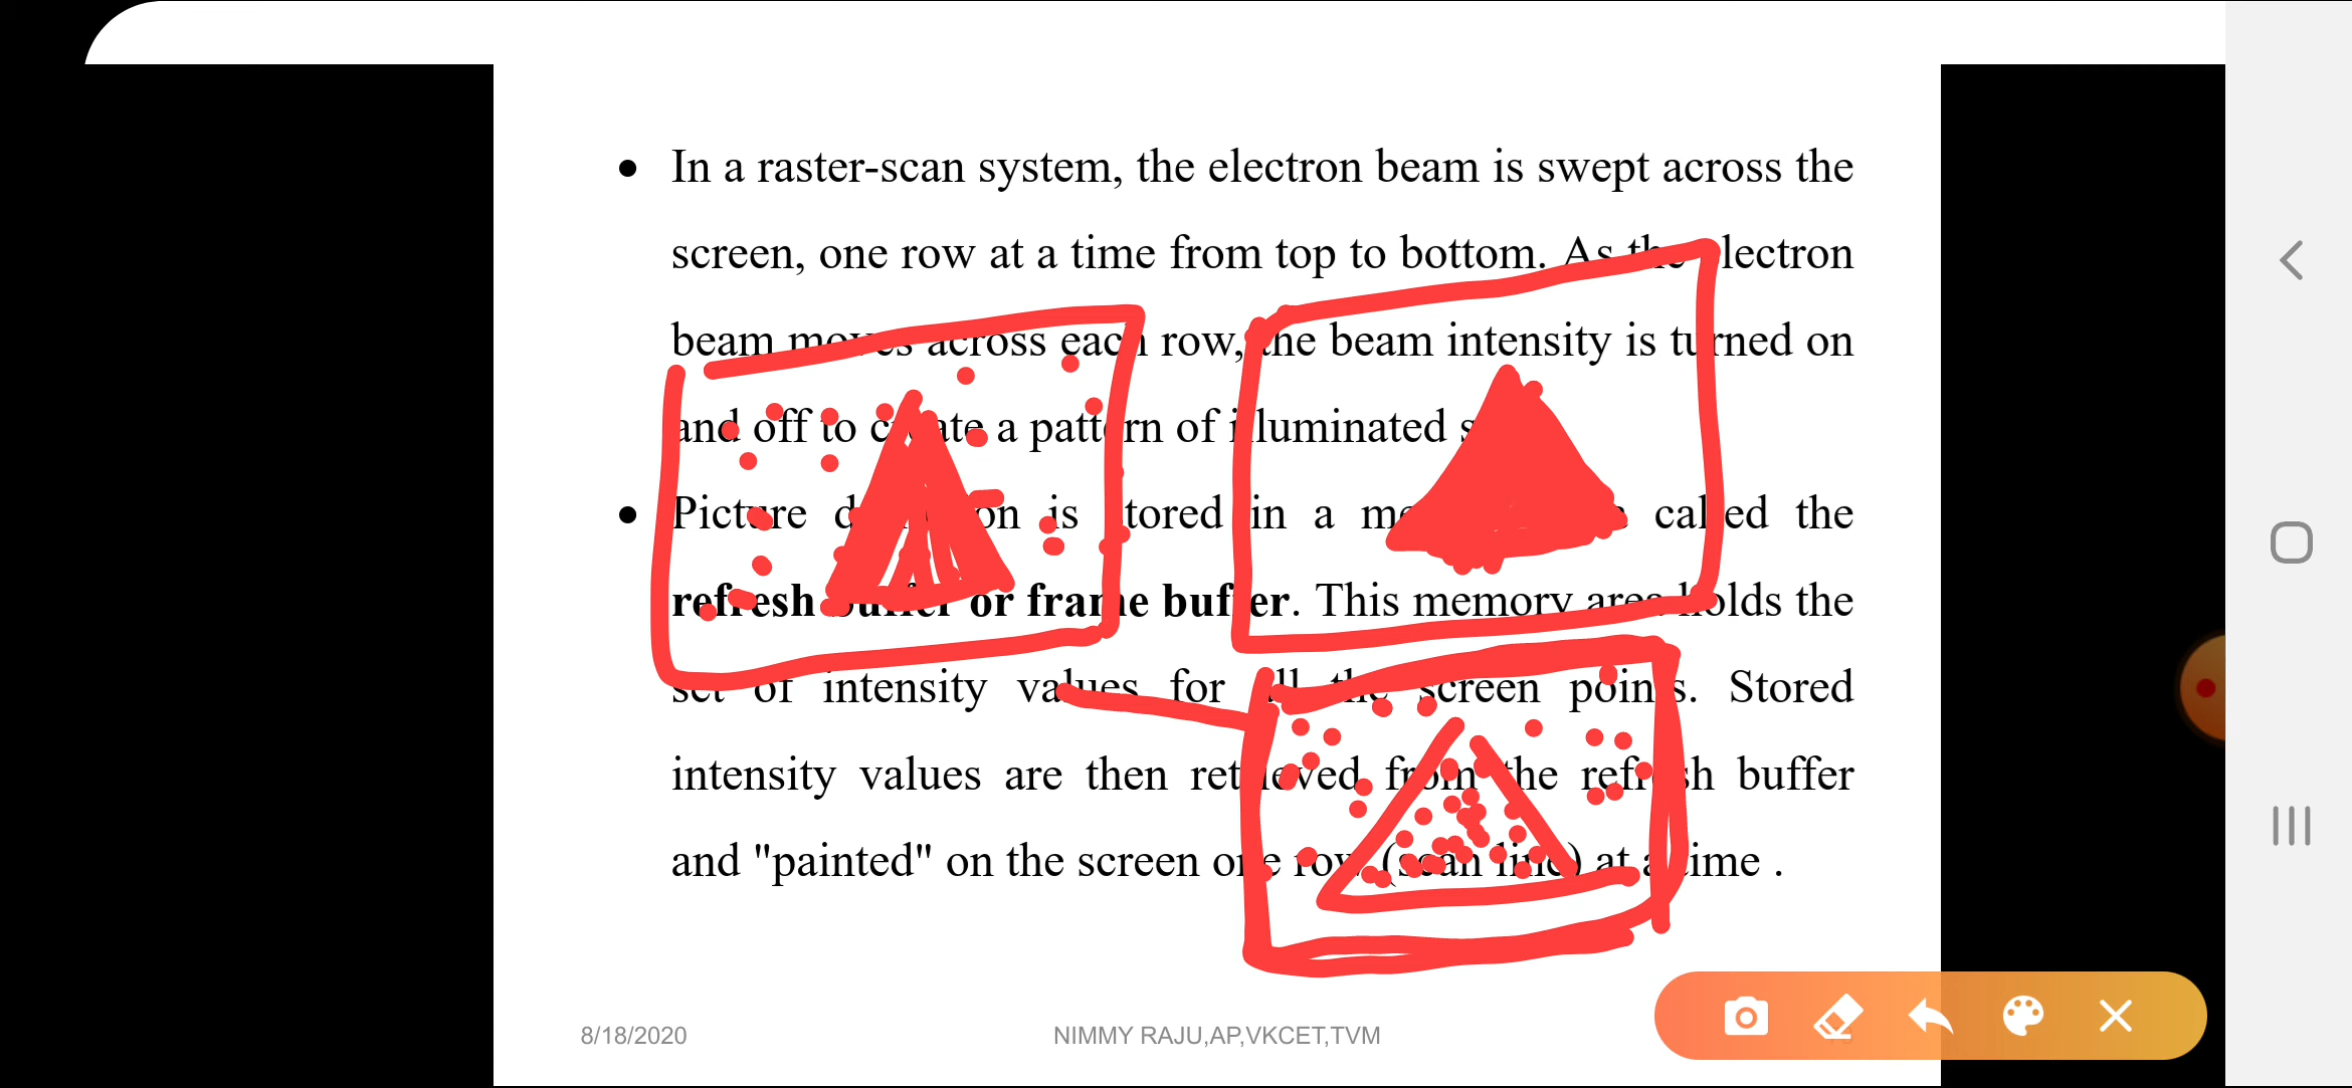 In a raster-scan system, the electron beam is swept across the
screen, one row at a time from top to bottom. As the electron
beam moves across each row, the beam intensity is turned on
and off to create a pattern of illuminated
Picture is stored in a called the
refresh buffer or frame buffer. This memory area holds the
set of intensity values for all the screen points. Stored
intensity values are then retrieved from the refresh buffer
and "painted" on the screen one row (scan line) at a time .
8/18/2020
NIMMY RAJU,AP,VKCET,TVM